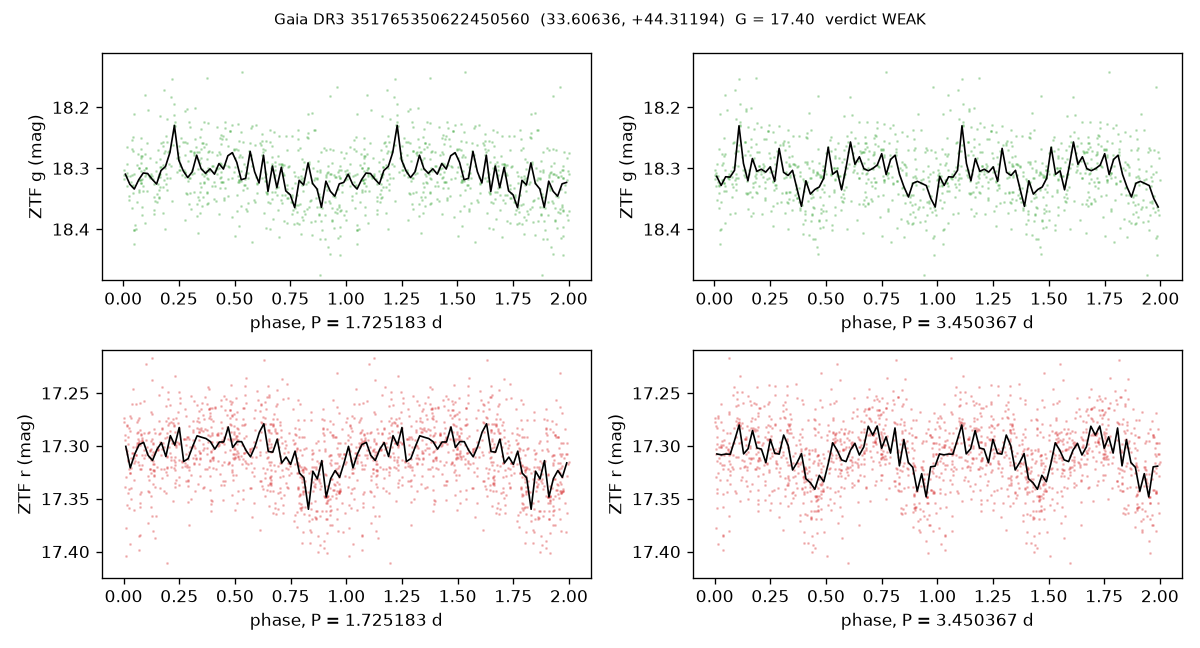 Gaia DR3 351765350622450560  (33.60636, +44.31194)  G = 17.40  verdict WEAK
ZTF g (mag)
18.2
18.3
18.4
0.00 0.25 0.50 0.75 1.00 1.25 1.50 1.75 2.00
phase, P = 1.725183 d
ZTF g (mag)
18.2
18.3
18.4
0.00 0.25 0.50 0.75 1.00 1.25 1.50 1.75 2.00
phase, P = 3.450367 d
ZTF r (mag)
17.25
17.30
17.35
17.40
0.00 0.25 0.50 0.75 1.00 1.25 1.50 1.75 2.00
phase, P = 1.725183 d
ZTF r (mag)
17.25
17.30
17.35
17.40
0.00 0.25 0.50 0.75 1.00 1.25 1.50 1.75 2.00
phase, P = 3.450367 d